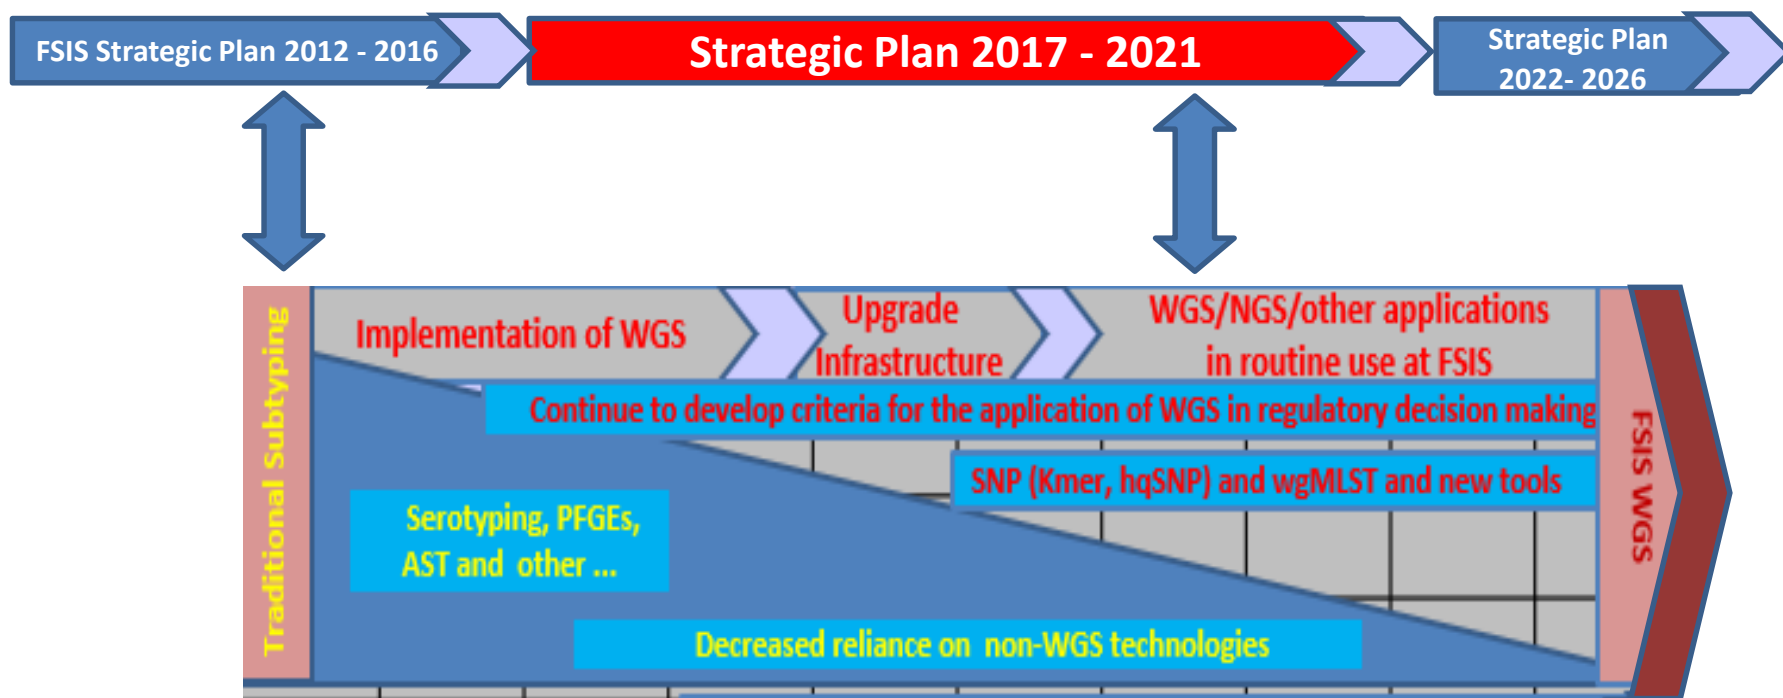 FSIS Strategic Plan 2012 - 2016
Strategic Plan 2017 - 2021
Strategic Plan
2022- 2026
Traditional Subtyping
Implementation of WGS
Upgrade
Infrastructure
WGS/NGS/other applications
in routine use at FSIS
Continue to develop criteria for the application of WGS in regulatory decision making
SNP (Kmer, hqSNP) and wgMLST and new tools
Serotyping, PFGEs,
AST and other ...
Decreased reliance on non-WGS technologies
FSIS WGS